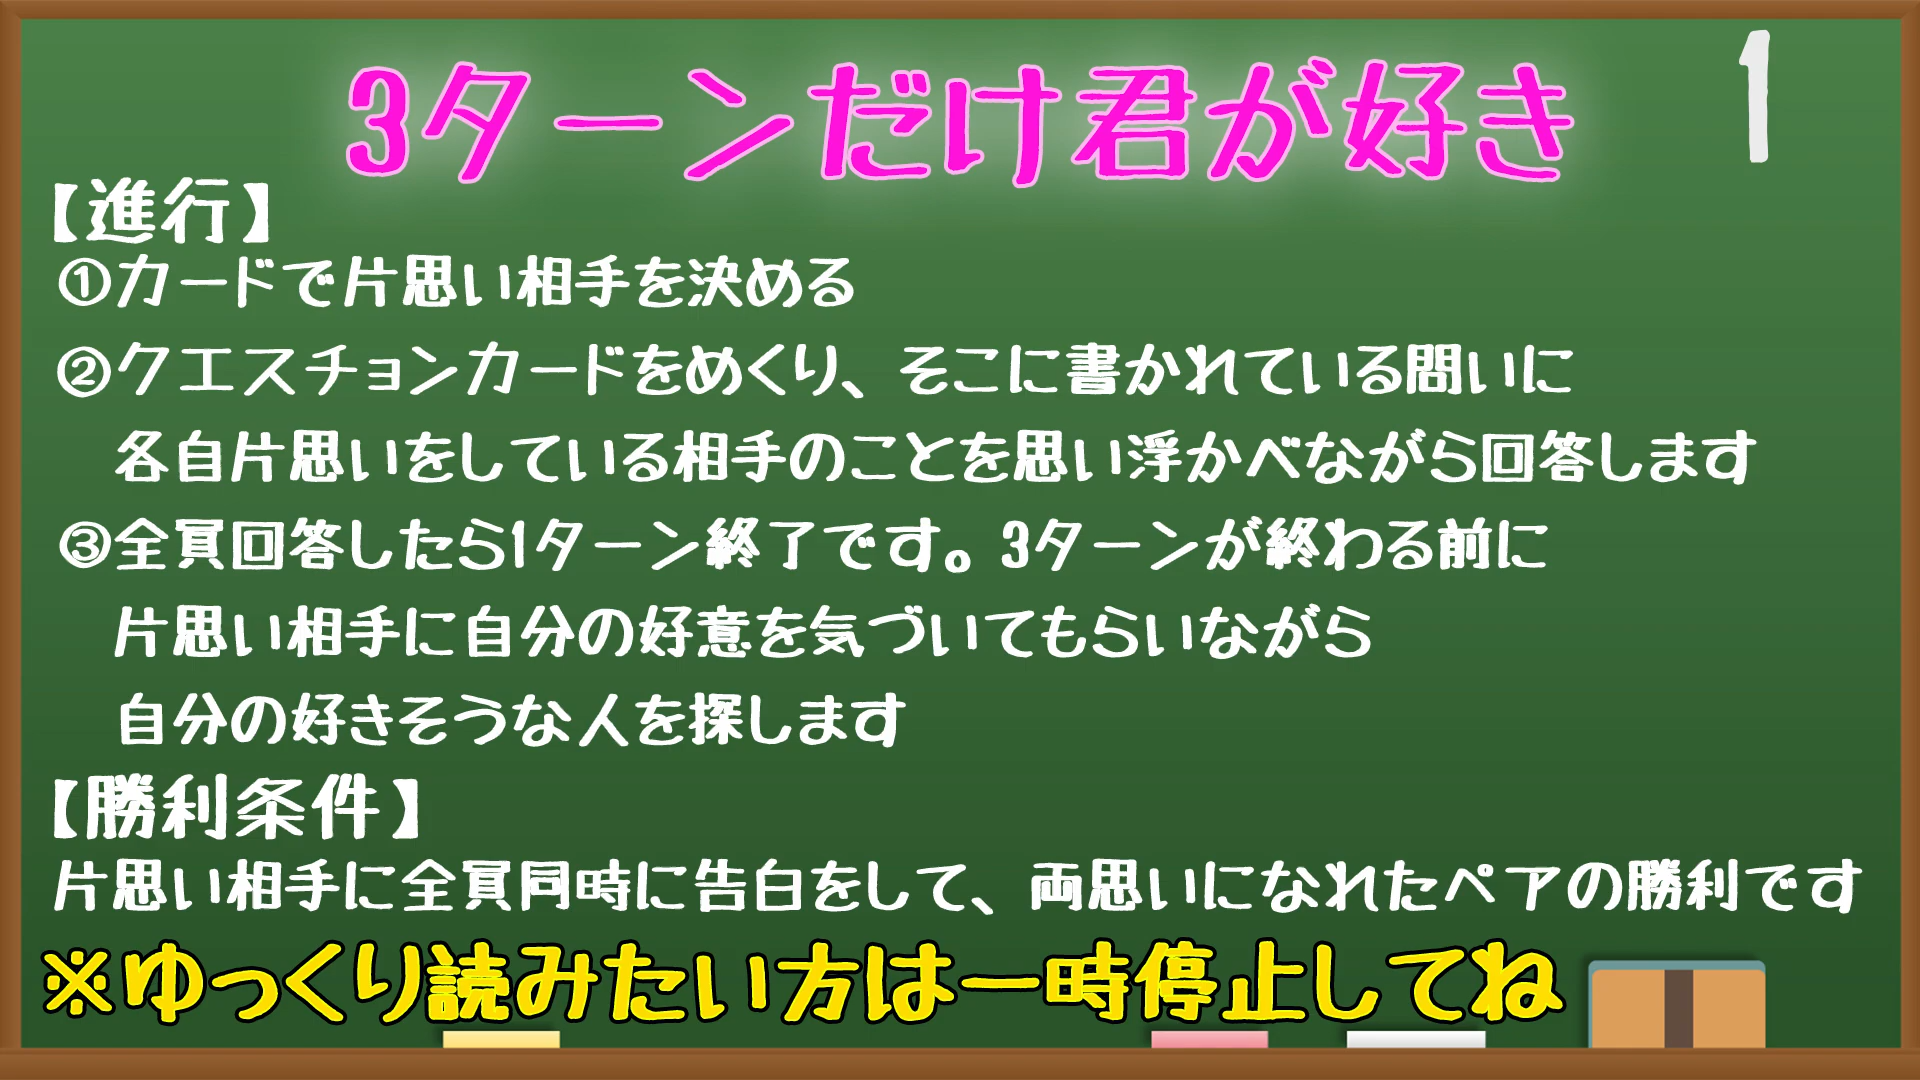 3ターンだけ君が好き
1
【進行】
①カードで片思い相手を決める
②クエスチョンカードをめくり、そこに書かれている問いに
各自片思いをしている相手のことを思い浮かべながら回答します
③全員回答したら1ターン終了です。3ターンが終わる前に
片思い相手に自分の好意を気づいてもらいながら
自分の好きそうな人を探します
【勝利条件】
片思い相手に全員同時に告白をして、両思いになれたペアの勝利です
※ゆっくり読みたい方は一時停止してね